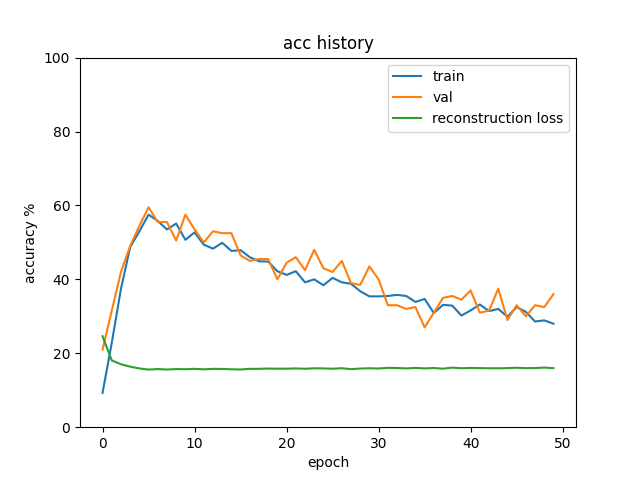 acc history
train
val
reconstruction loss
accuracy %
100
80
60
40
20
0
0 10 20 30 40 50
epoch